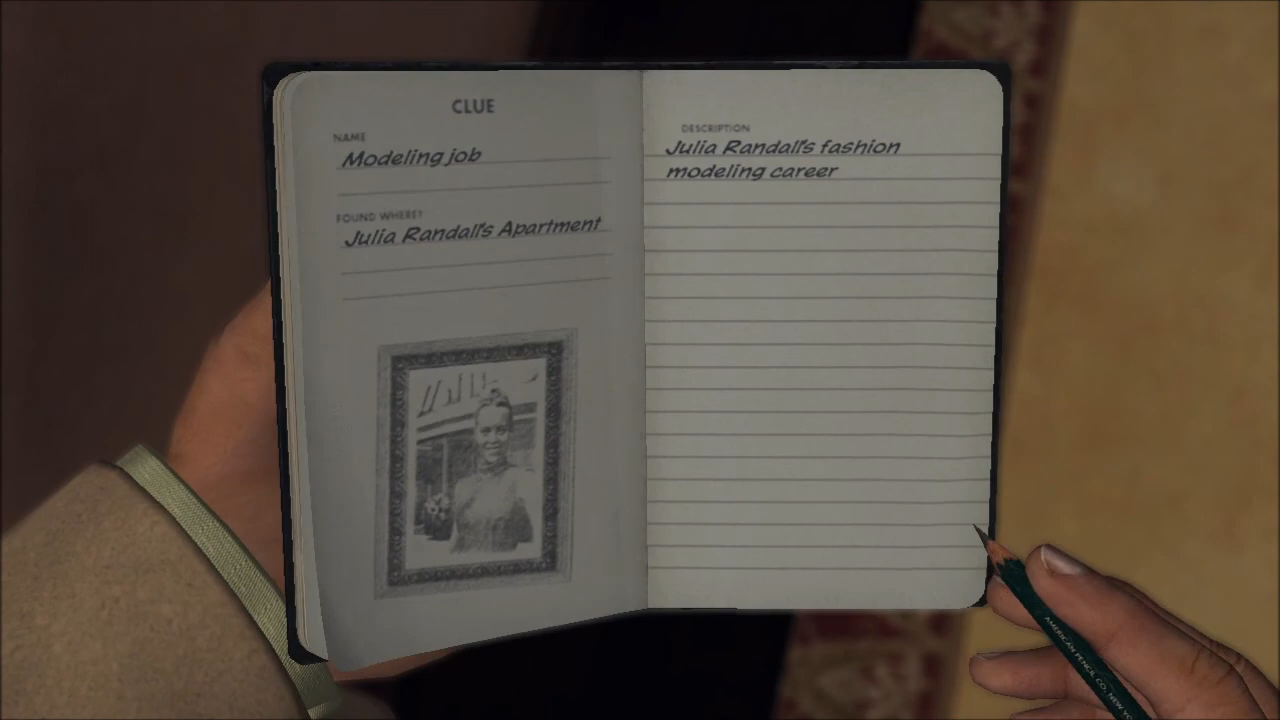 CLUE
NAME
Modeling job
FOUND WHERE?
Julia Randall's Apartment
DESCRIPTION
Julia Randall's fashion
modeling career
AMERICAN PENCIL CO. NEW